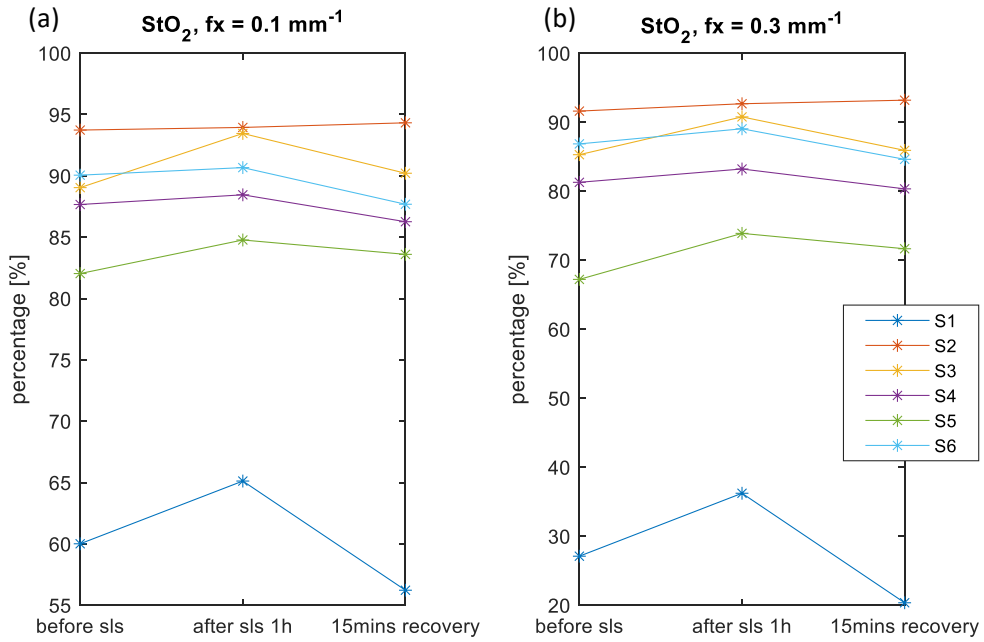 (a)
StO2, fx = 0.1 mm-1
100
95
90
85
80
75
70
65
60
55
percentage [%]
before sls
after sls 1h
15mins recovery
(b)
StO2, fx = 0.3 mm-1
100
90
80
70
60
50
40
30
20
percentage [%]
before sls
after sls 1h
15mins recovery
S1
S2
S3
S4
S5
S6